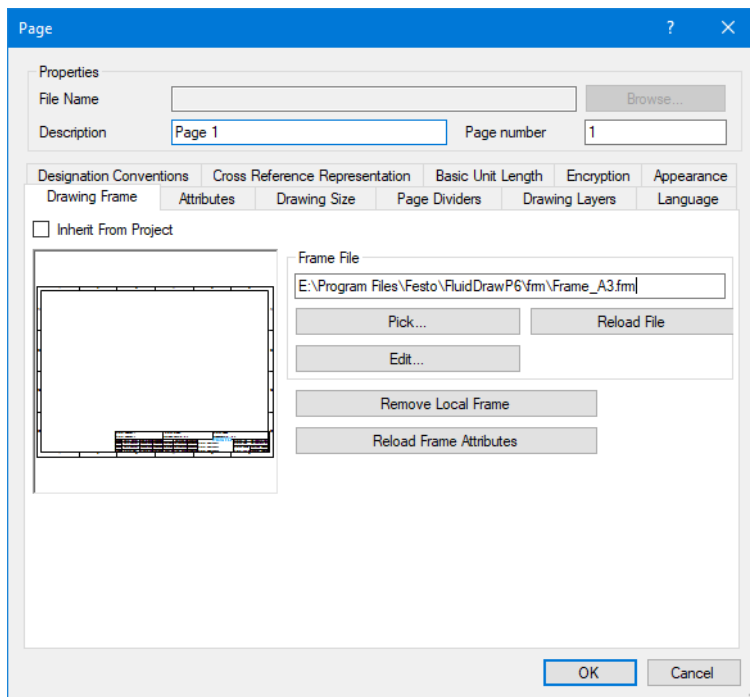 Page
Properties
File Name Browse...
Description Page 1 Page number 1
Designation Conventions Cross Reference Representation Basic Unit Length Encryption Appearance
Drawing Frame Attributes Drawing Size Page Dividers Drawing Layers Language
Inherit From Project
Frame File
E:\Program Files\Festo\FluidDrawP6\frm\Frame_A3.frm
Pick... Reload File
Edit...
Remove Local Frame
Reload Frame Attributes
OK Cancel